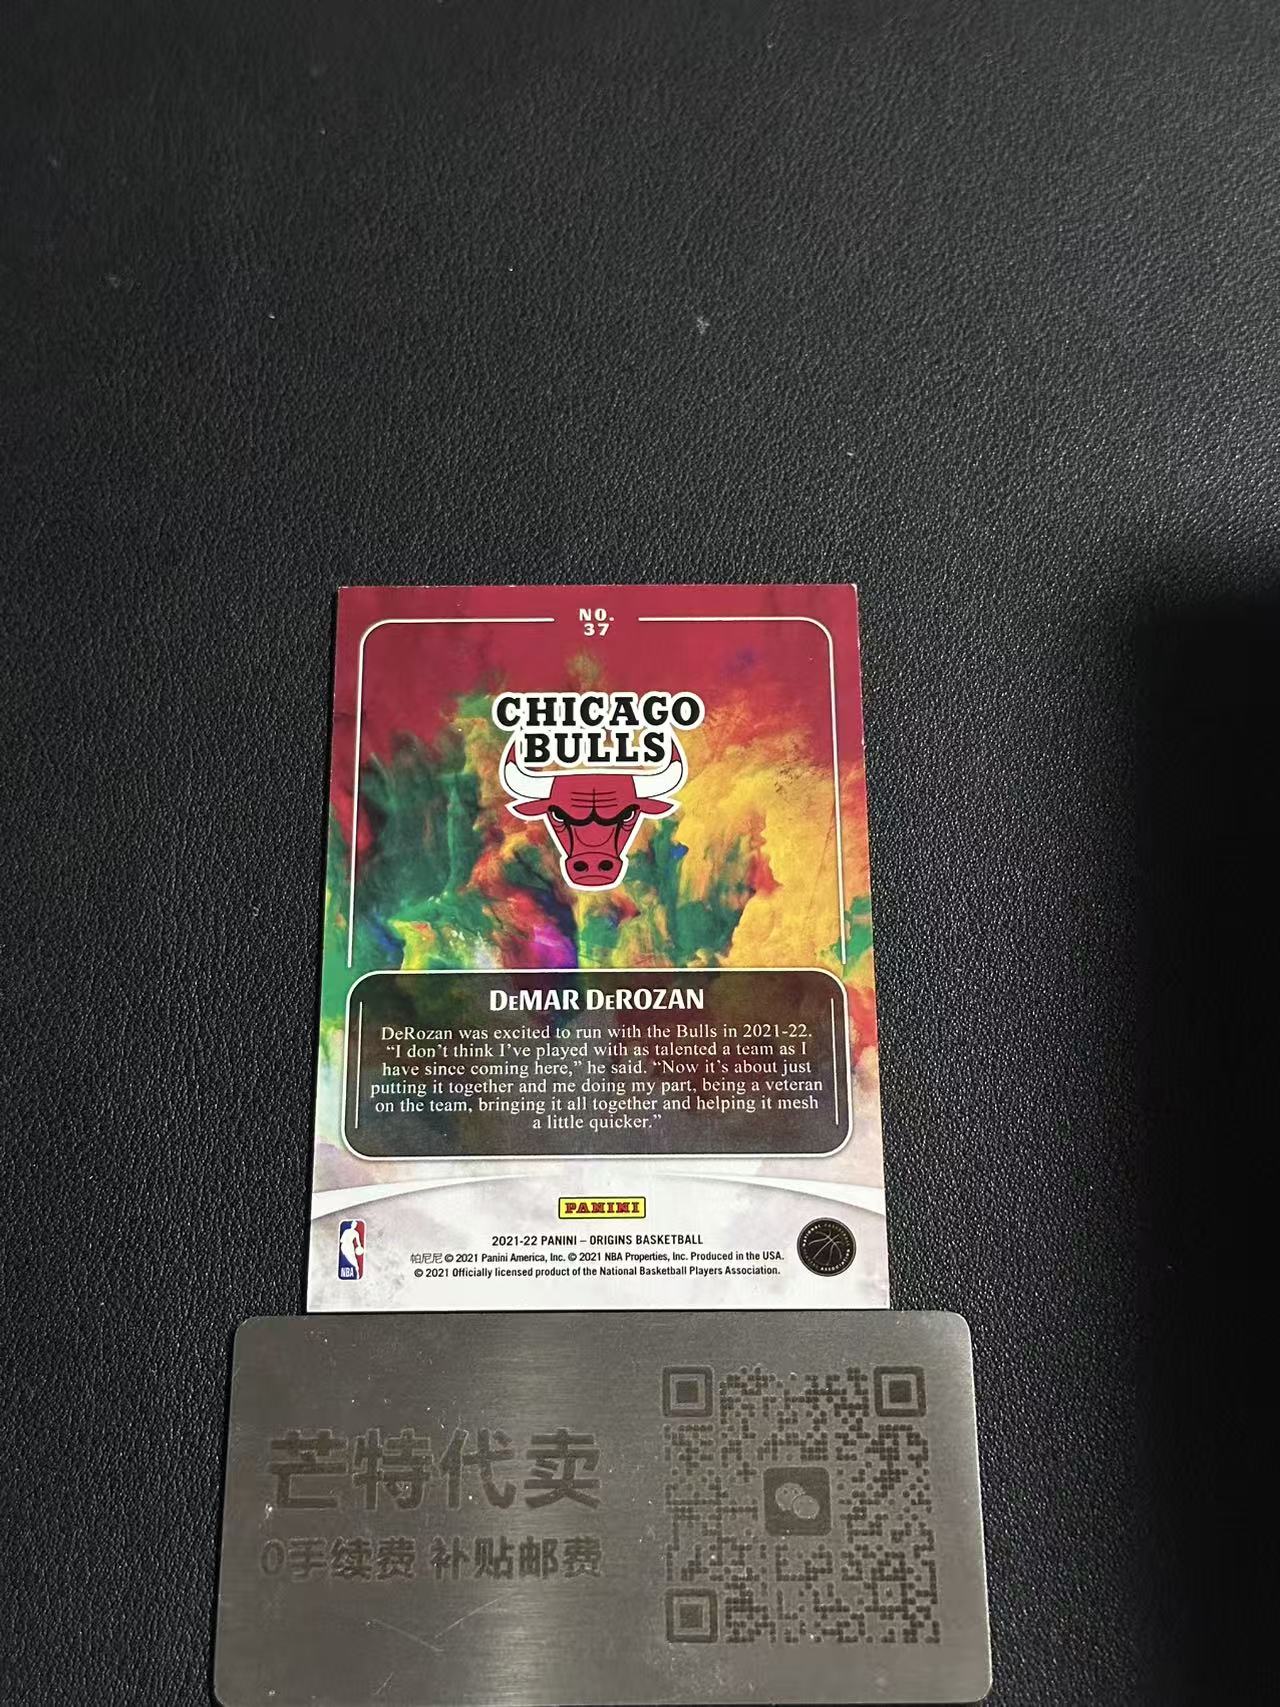 NO.
37
CHICAGO
BULLS
DeMAR DeROZAN
DeRozan was excited to run with the Bulls in 2021-22.
“I don’t think I’ve played with as talented a team as I
have since coming here,” he said. “Now it’s about just
putting it together and me doing my part, being a veteran
on the team, bringing it all together and helping it mesh
a little quicker.”
PANINI
2021-22 PANINI – ORIGINS BASKETBALL
帕尼尼 © 2021 Panini America, Inc. © 2021 NBA Properties, Inc. Produced in the USA.
© 2021 Officially licensed product of the National Basketball Players Association.
NBA
芒特代卖
0手续费 补贴邮费